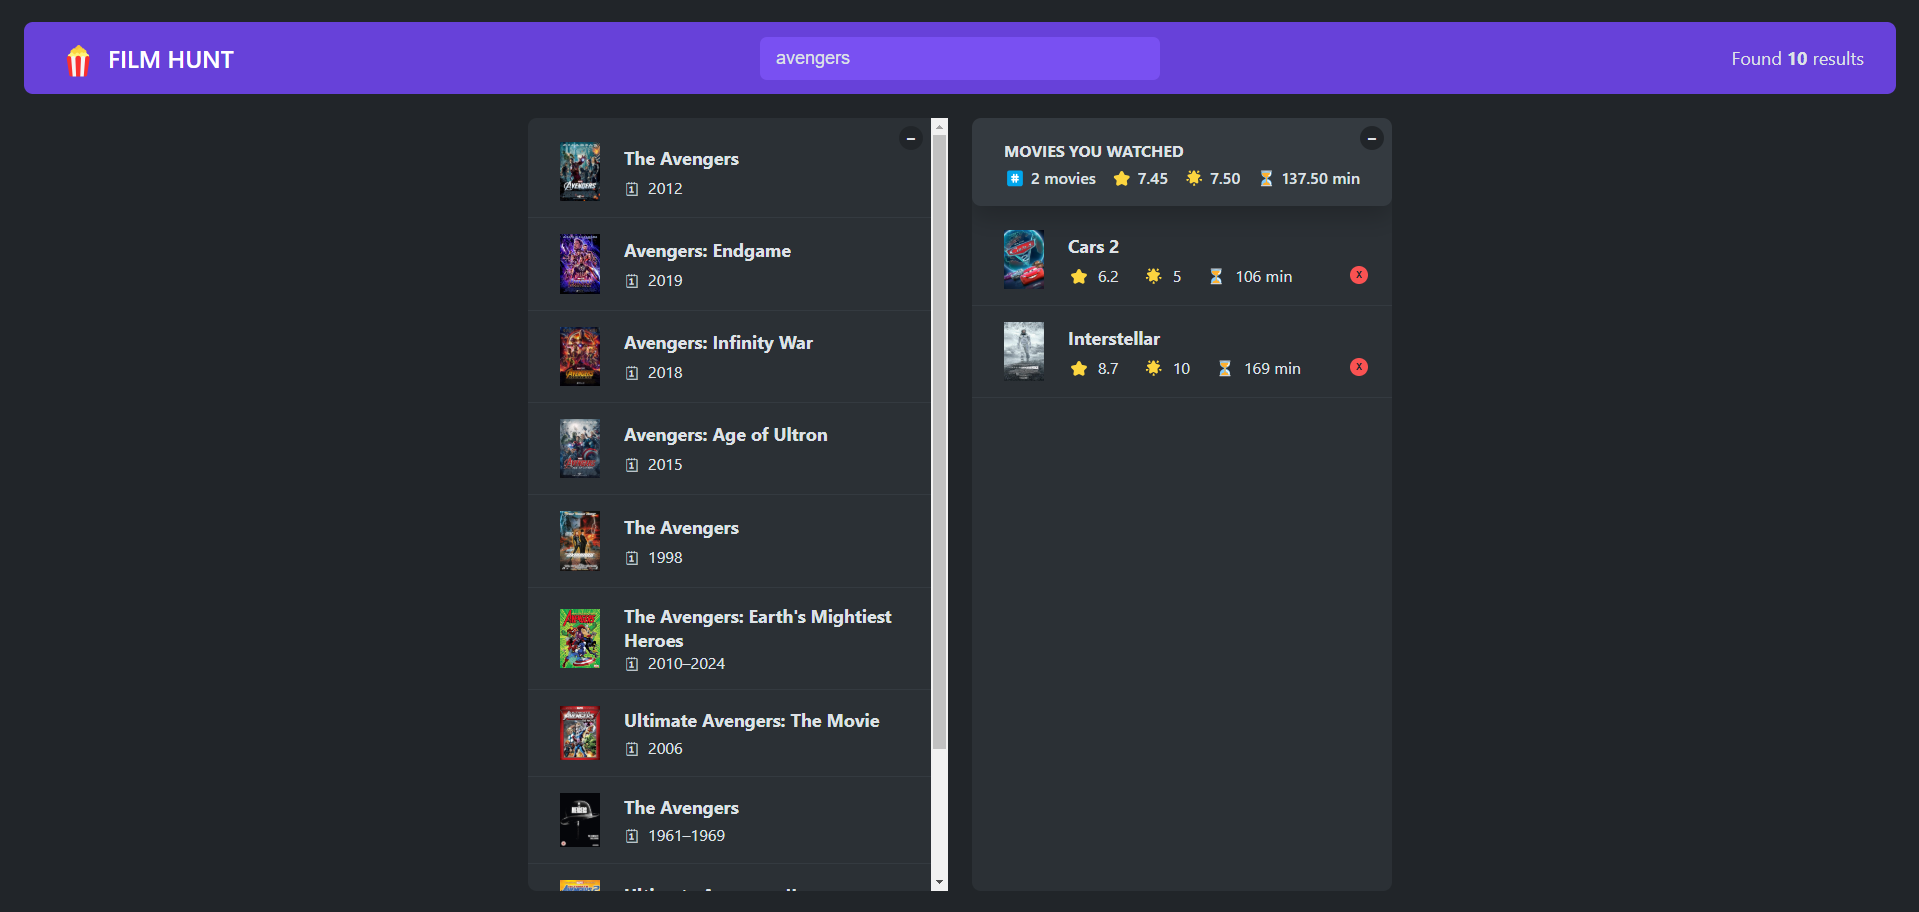 FILM HUNT
avengers
Found 10 results
The Avengers
2012
Avengers: Endgame
2019
Avengers: Infinity War
2018
Avengers: Age of Ultron
2015
The Avengers
1998
The Avengers: Earth's Mightiest
Heroes
2010–2024
Ultimate Avengers: The Movie
2006
The Avengers
1961–1969
MOVIES YOU WATCHED
# 2 movies 7.45 7.50 137.50 min
Cars 2
6.2 5 106 min X
Interstellar
8.7 10 169 min X